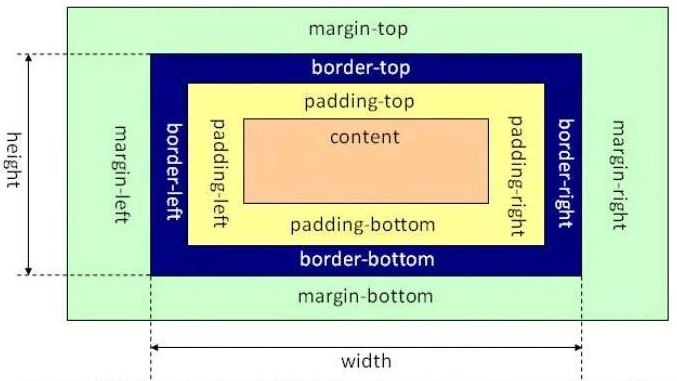 margin-top
border-top
padding-top
content
height
margin-left
border-left
padding-left
padding-right
border-right
margin-right
padding-bottom
border-bottom
margin-bottom
width